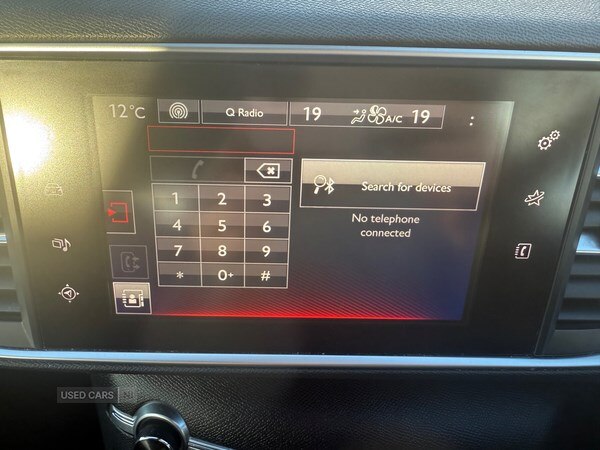 12°C
Q Radio
19
A/C
19
Search for devices
No telephone
connected
1 2 3
4 5 6
7 8 9
* 0+ #
USED CARS NI